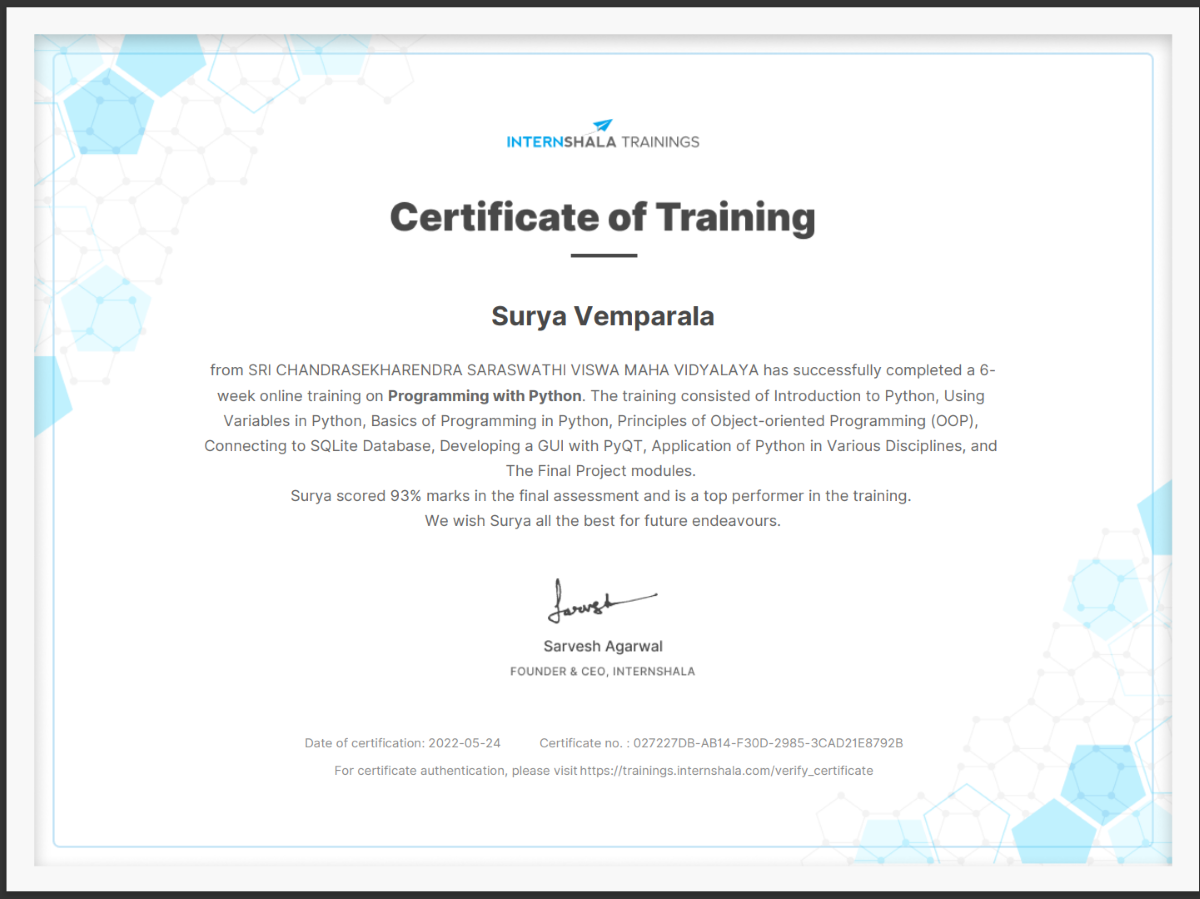 INTERNSHALA TRAININGS
Certificate of Training
Surya Vemparala
from SRI CHANDRASEKHARENDRA SARASWATHI VISWA MAHA VIDYALAYA has successfully completed a 6-
week online training on Programming with Python. The training consisted of Introduction to Python, Using
Variables in Python, Basics of Programming in Python, Principles of Object-oriented Programming (OOP),
Connecting to SQLite Database, Developing a GUI with PyQT, Application of Python in Various Disciplines, and
The Final Project modules.
Surya scored 93% marks in the final assessment and is a top performer in the training.
We wish Surya all the best for future endeavours.
Sarvesh
Sarvesh Agarwal
FOUNDER & CEO, INTERNSHALA
Date of certification: 2022-05-24 Certificate no. : 027227DB-AB14-F30D-2985-3CAD21E8792B
For certificate authentication, please visit https://trainings.internshala.com/verify_certificate